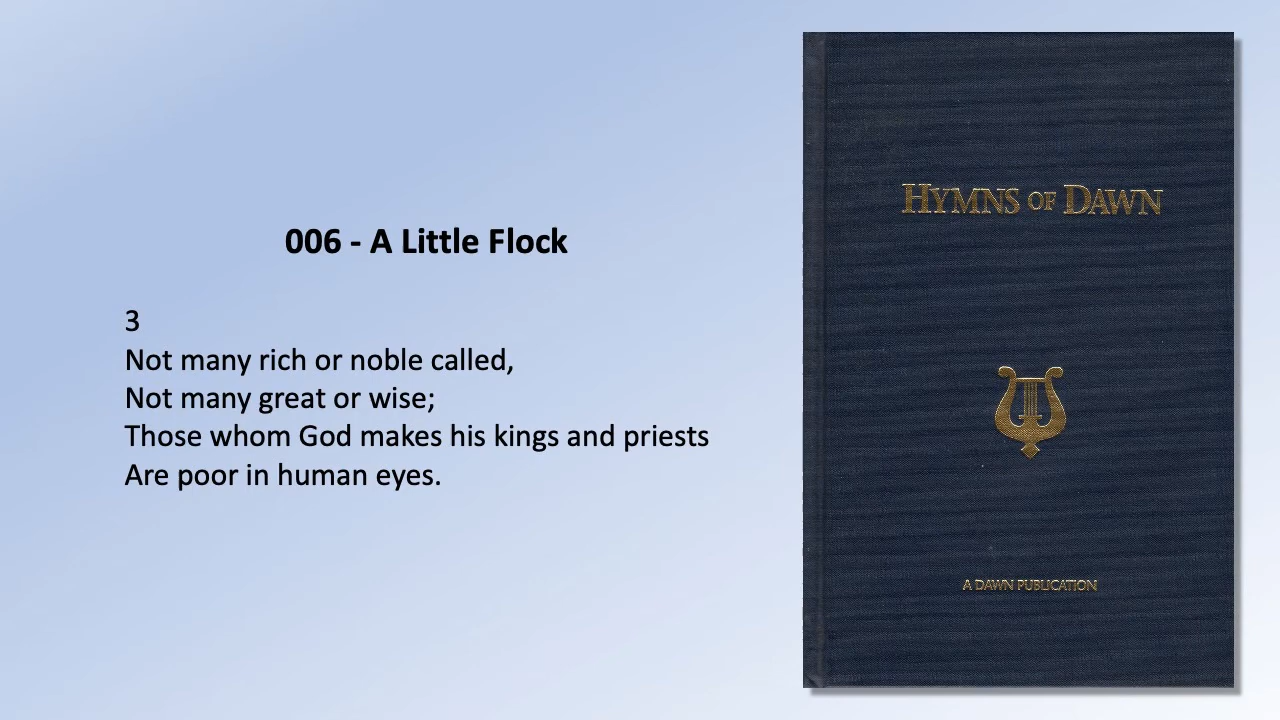 006 - A Little Flock
3
Not many rich or noble called,
Not many great or wise;
Those whom God makes his kings and priests
Are poor in human eyes.
HYMNS OF DAWN
A DAWN PUBLICATION